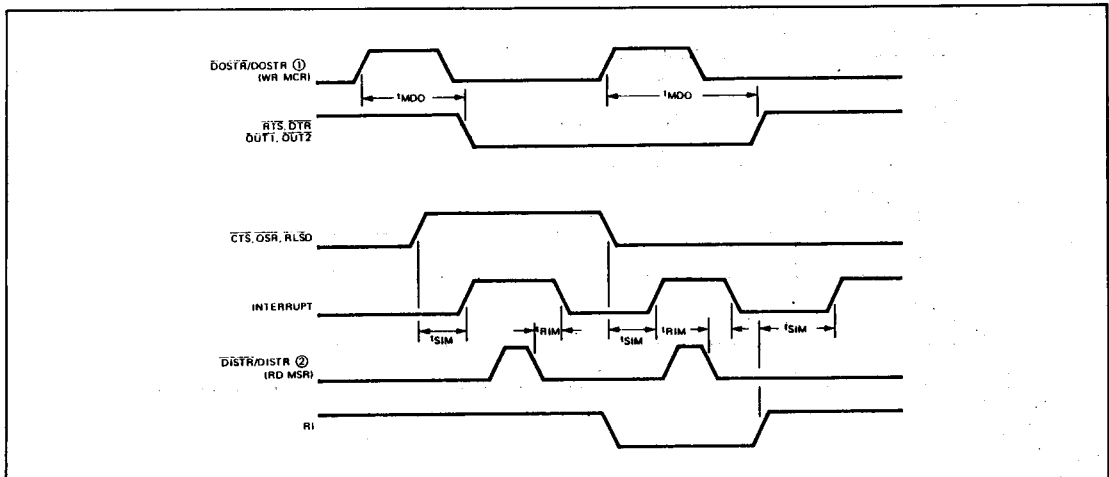 DOSTR/DOSTR ①
(WR MCR)
tMDO
tMDO
RTS, DTR
OUT1, OUT2
CTS, DSR, RLSD
INTERRUPT
tSIM
tRIM
tSIM
tRIM
tSIM
DISTR/DISTR ②
(RD MSR)
RI